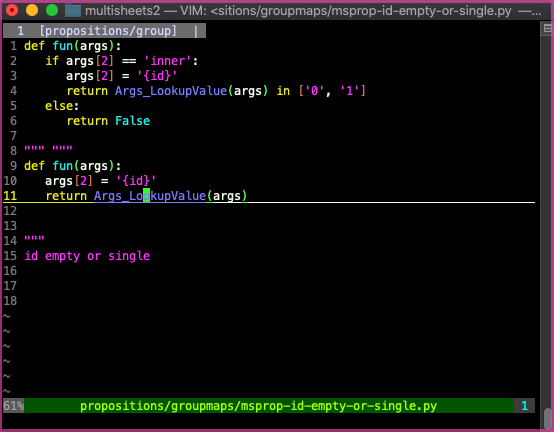 multisheets2 — VIM: <sitions/groupmaps/msprop-id-empty-or-single.py — ...
1 [propositions/group] |
1 def fun(args):
2    if args[2] == 'inner':
3       args[2] = '{id}'
4       return Args_LookupValue(args) in ['0', '1']
5    else:
6       return False
7
8 """ """
9 def fun(args):
10    args[2] = '{id}'
11    return Args_LookupValue(args)
12
13
14 """
15 id empty or single
16
17
18
~
~
~
~
~
~
61% propositions/groupmaps/msprop-id-empty-or-single.py 1